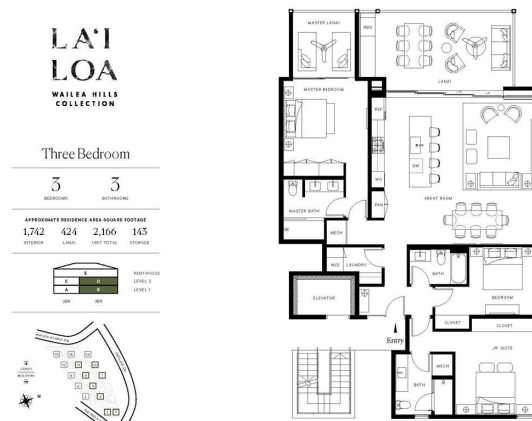 LA'I
LOA
WAILEA HILLS
COLLECTION
Three Bedroom
3 3
BEDROOMS BATHROOMS
APPROXIMATE RESIDENCE AREA SQUARE FOOTAGE
1,742 424 2,166 143
INTERIOR LANAI UNIT TOTAL STORAGE
E PENTHOUSE
C D LEVEL 2
A B LEVEL 1
2BR 3BR
MASTER LANAI
BBQ
LANAI
MASTER BEDROOM
REF
DW
WO
PAN
GREAT ROOM
MASTER BATH
MECH
W/D LAUNDRY
BATH
ELEVATOR
BEDROOM
CLOSET
CLOSET
Entry
JR. SUITE
MECH
BATH